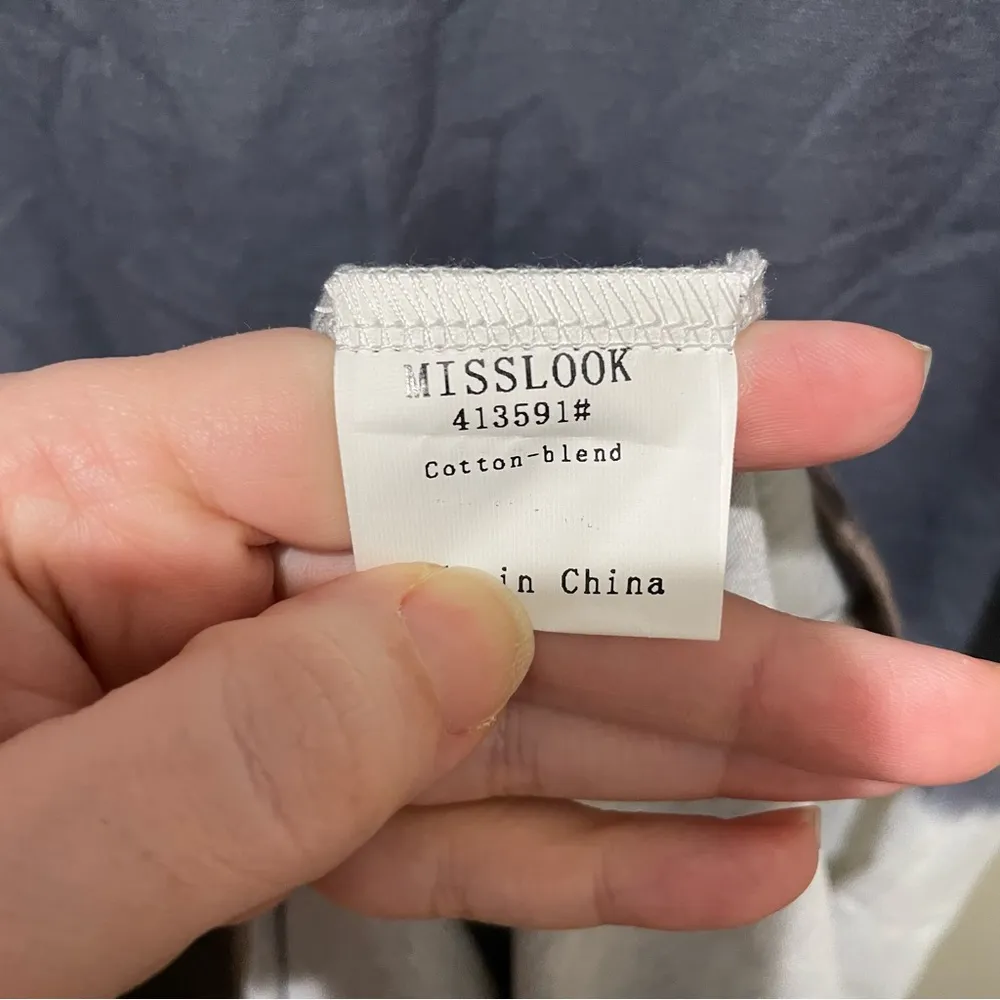 MISSLOOK
413591#
Cotton-blend
in China